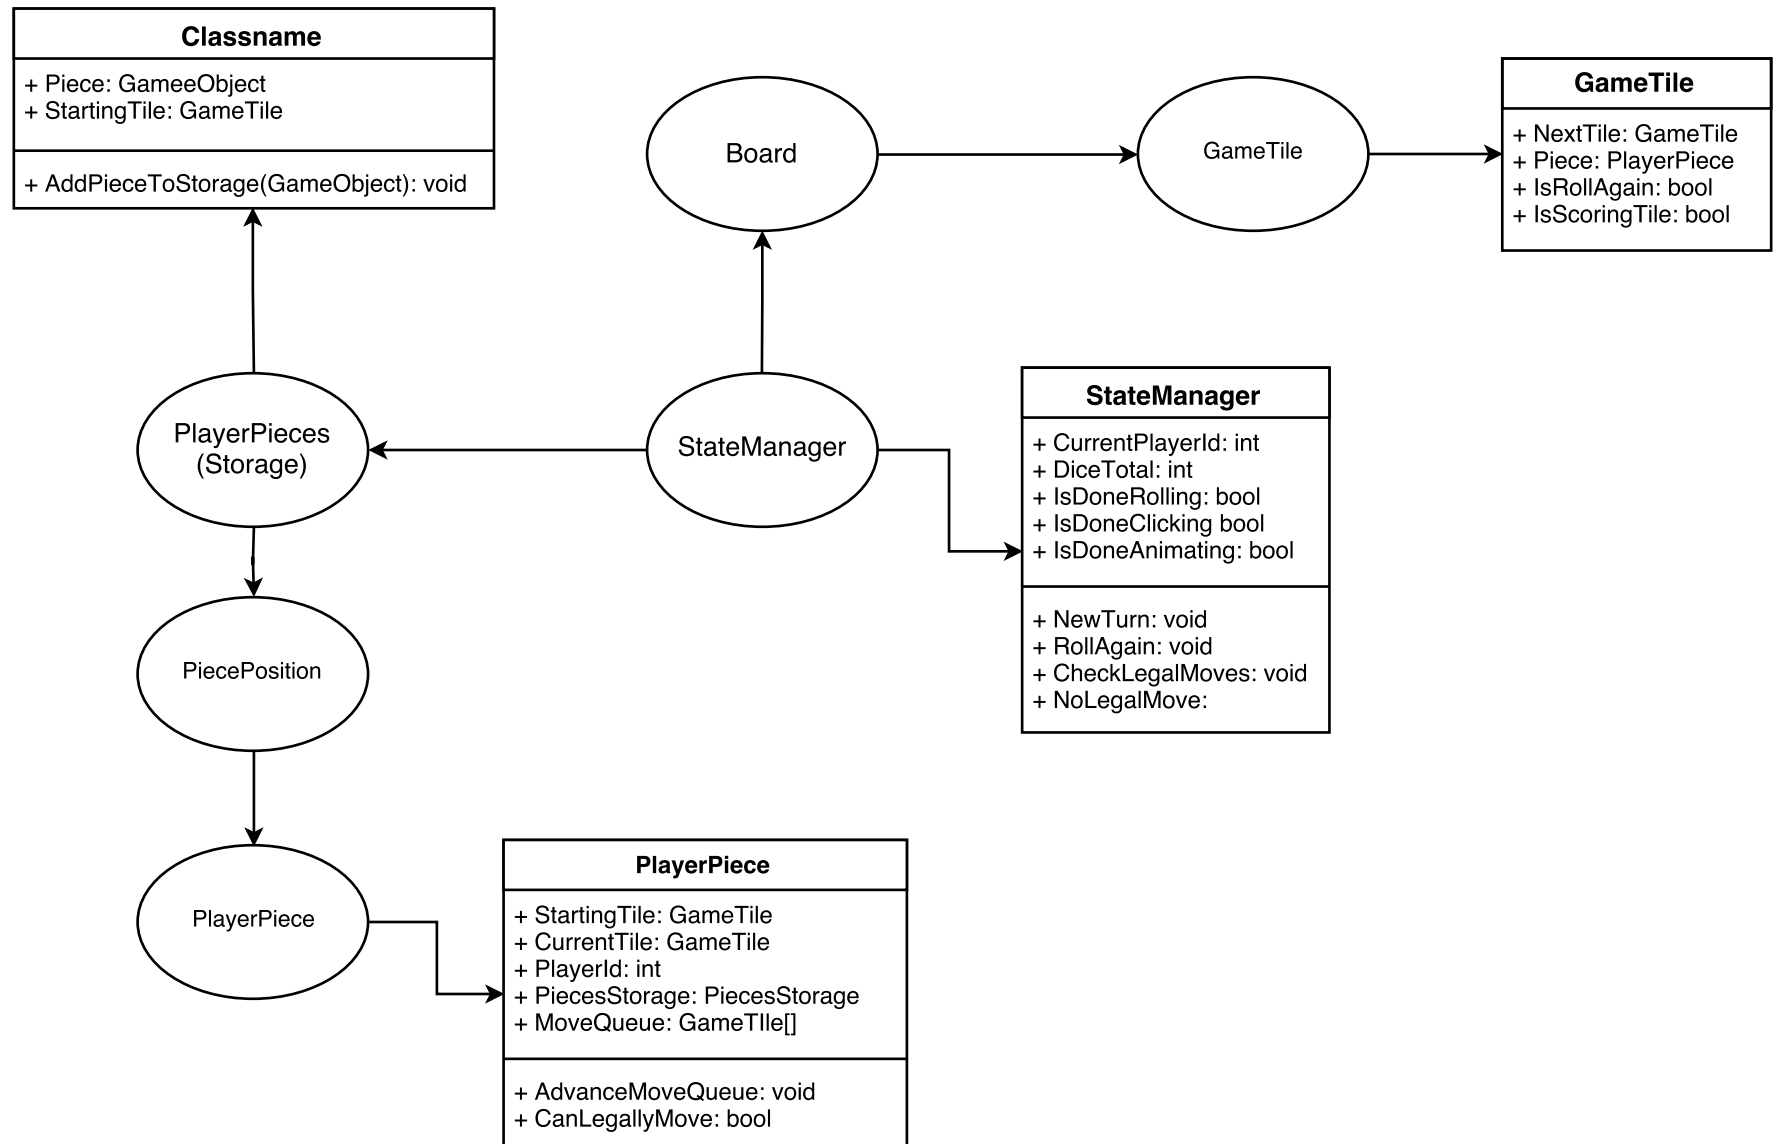 Classname
+ Piece: GameeObject
+ StartingTile: GameTile
+ AddPieceToStorage(GameObject): void
Board
GameTile
GameTile
+ NextTile: GameTile
+ Piece: PlayerPiece
+ IsRollAgain: bool
+ IsScoringTile: bool
PlayerPieces
(Storage)
StateManager
StateManager
+ CurrentPlayerId: int
+ DiceTotal: int
+ IsDoneRolling: bool
+ IsDoneClicking bool
+ IsDoneAnimating: bool
+ NewTurn: void
+ RollAgain: void
+ CheckLegalMoves: void
+ NoLegalMove:
PiecePosition
PlayerPiece
PlayerPiece
+ StartingTile: GameTile
+ CurrentTile: GameTile
+ PlayerId: int
+ PiecesStorage: PiecesStorage
+ MoveQueue: GameTIle[]
+ AdvanceMoveQueue: void
+ CanLegallyMove: bool